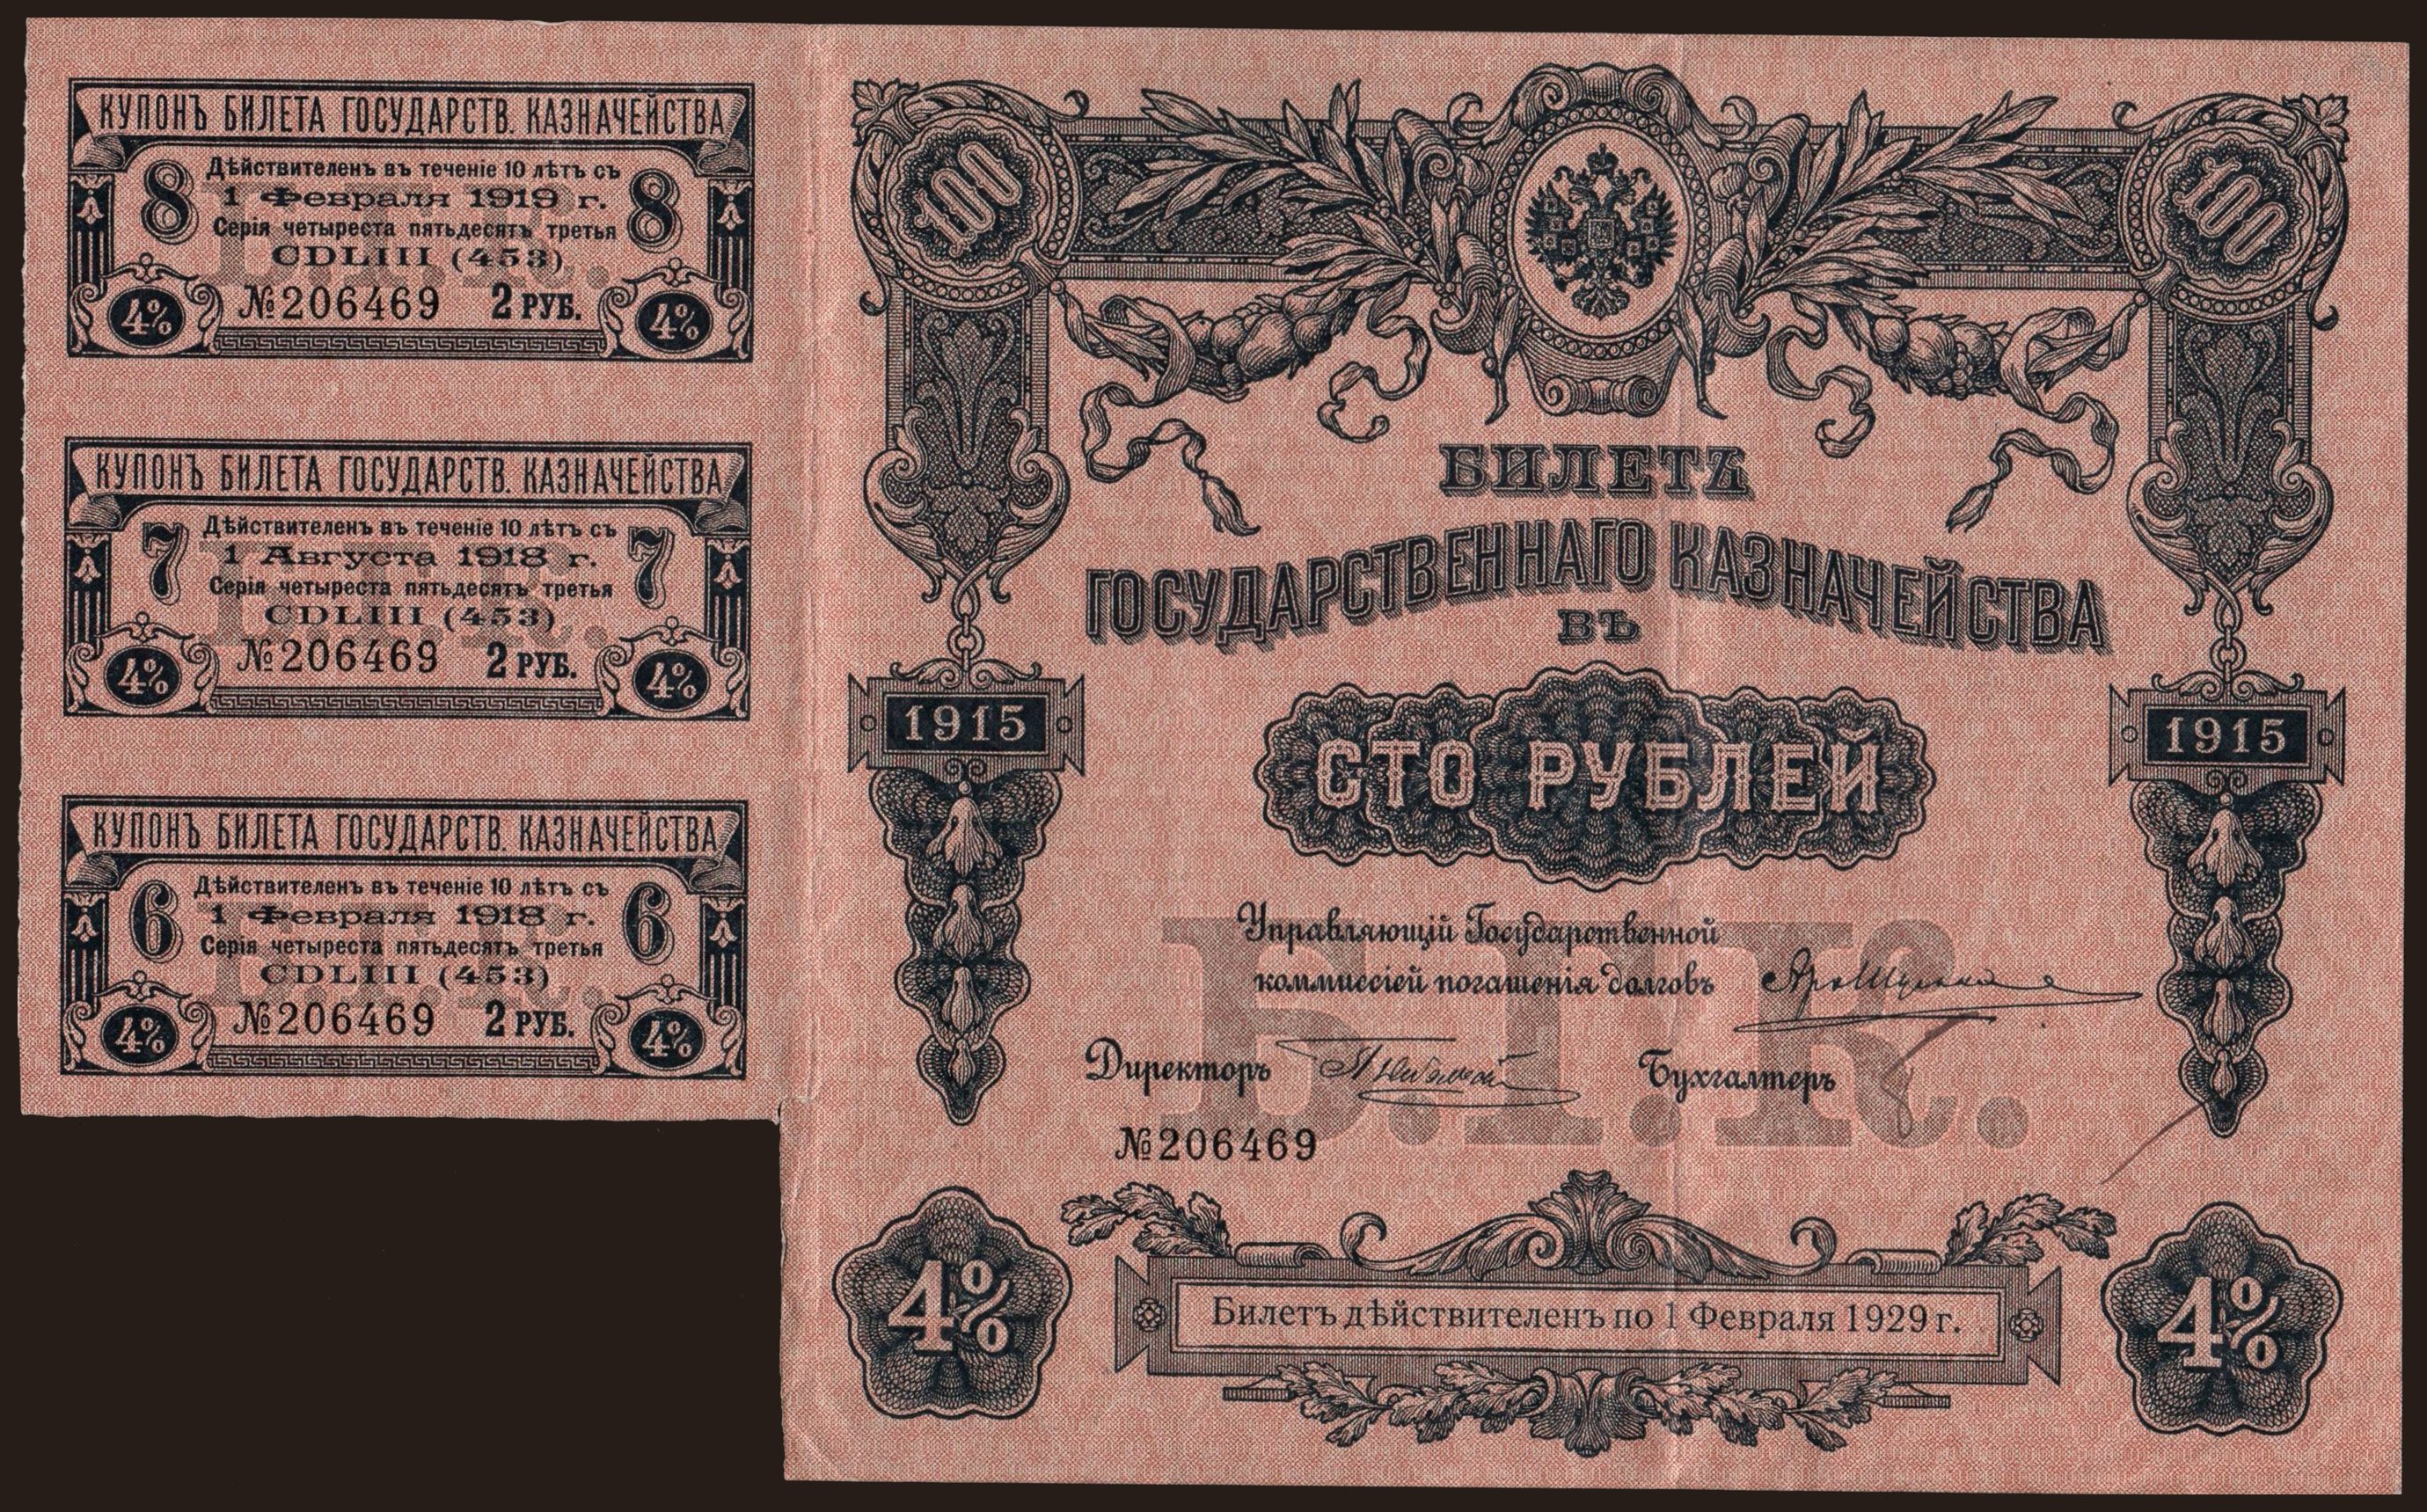 КУПОНЪ БИЛЕТА ГОСУДАРСТВ. КАЗНАЧЕЙСТВА
8 Дѣйствителенъ въ теченіе 10 лѣтъ съ 8
1 Февраля 1919 г.
Серія четыреста пятьдесятъ третья
CDLIII (453)
4% №206469 2 РУБ. 4%
КУПОНЪ БИЛЕТА ГОСУДАРСТВ. КАЗНАЧЕЙСТВА
7 Дѣйствителенъ въ теченіе 10 лѣтъ съ 7
1 Августа 1918 г.
Серія четыреста пятьдесятъ третья
CDLIII (453)
4% №206469 2 РУБ. 4%
КУПОНЪ БИЛЕТА ГОСУДАРСТВ. КАЗНАЧЕЙСТВА
6 Дѣйствителенъ въ теченіе 10 лѣтъ съ 6
1 Февраля 1918 г.
Серія четыреста пятьдесятъ третья
CDLIII (453)
4% №206469 2 РУБ. 4%
100 100
БИЛЕТЪ
ГОСУДАРСТВЕННАГО КАЗНАЧЕЙСТВА
ВЪ
1915 1915
СТО РУБЛЕЙ
Управляющій Государственной
коммиссіей погашенія долговъ
Директоръ Бухгалтеръ
Б.Г.К.
№206469
4% 4%
Билетъ дѣйствителенъ по 1 Февраля 1929 г.